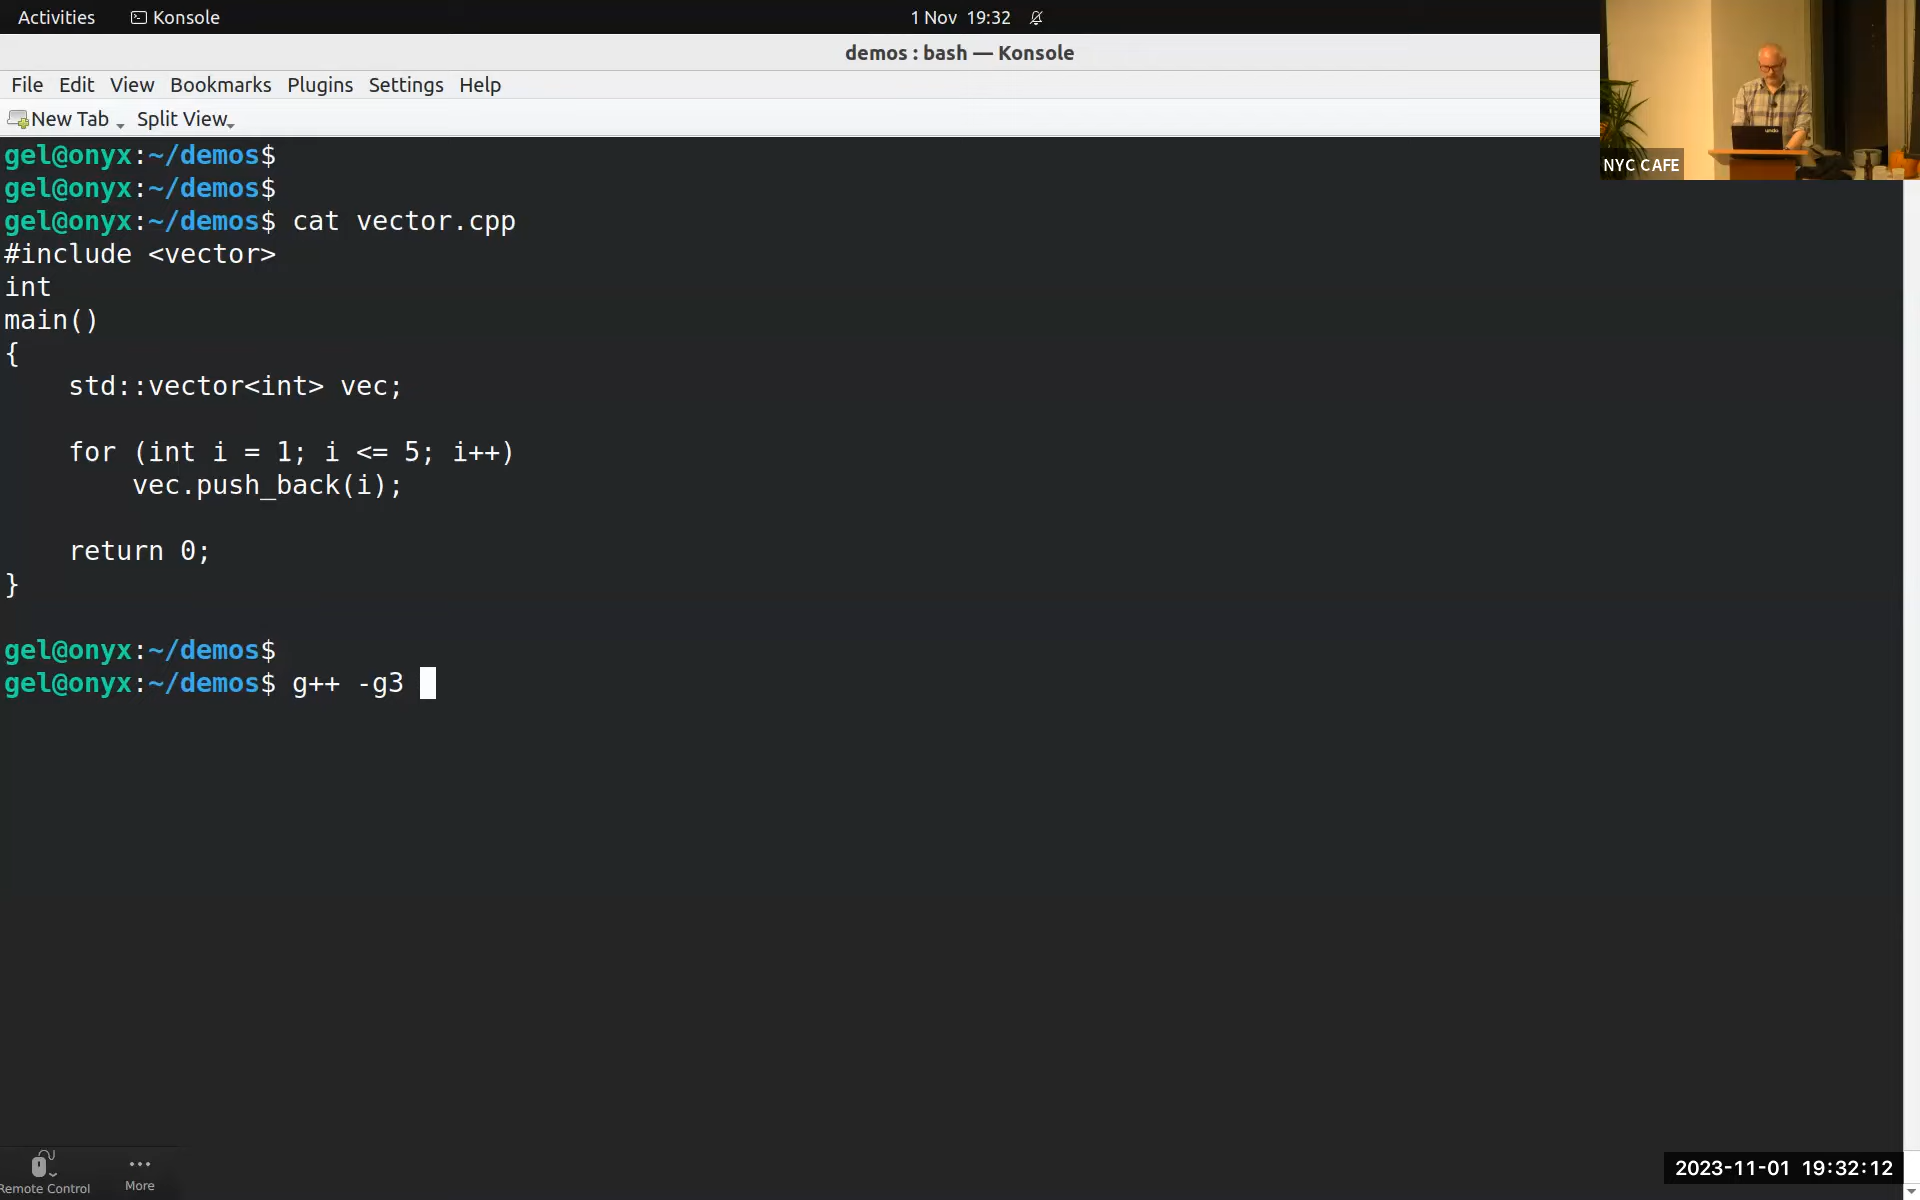 Activities
Konsole
1 Nov 19:32
demos : bash — Konsole
File Edit View Bookmarks Plugins Settings Help
New Tab
Split View
NYC CAFE
undo
gel@onyx:~/demos$
gel@onyx:~/demos$
gel@onyx:~/demos$ cat vector.cpp
#include <vector>
int
main()
{
    std::vector<int> vec;
    for (int i = 1; i <= 5; i++)
        vec.push_back(i);
    return 0;
}
gel@onyx:~/demos$
gel@onyx:~/demos$ g++ -g3
Remote Control
More
2023-11-01 19:32:12